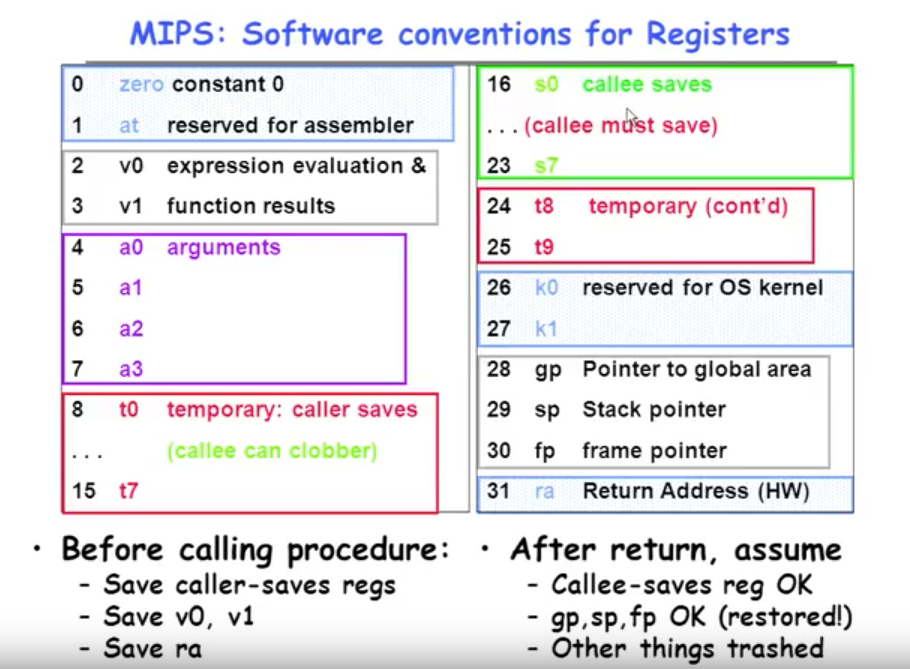 MIPS: Software conventions for Registers
0 zero constant 0
1 at reserved for assembler
2 v0 expression evaluation &
3 v1 function results
4 a0 arguments
5 a1
6 a2
7 a3
8 t0 temporary: caller saves
... (callee can clobber)
15 t7
16 s0 callee saves
... (callee must save)
23 s7
24 t8 temporary (cont'd)
25 t9
26 k0 reserved for OS kernel
27 k1
28 gp Pointer to global area
29 sp Stack pointer
30 fp frame pointer
31 ra Return Address (HW)
• Before calling procedure:
– Save caller-saves regs
– Save v0, v1
– Save ra
• After return, assume
– Callee-saves reg OK
– gp,sp,fp OK (restored!)
– Other things trashed